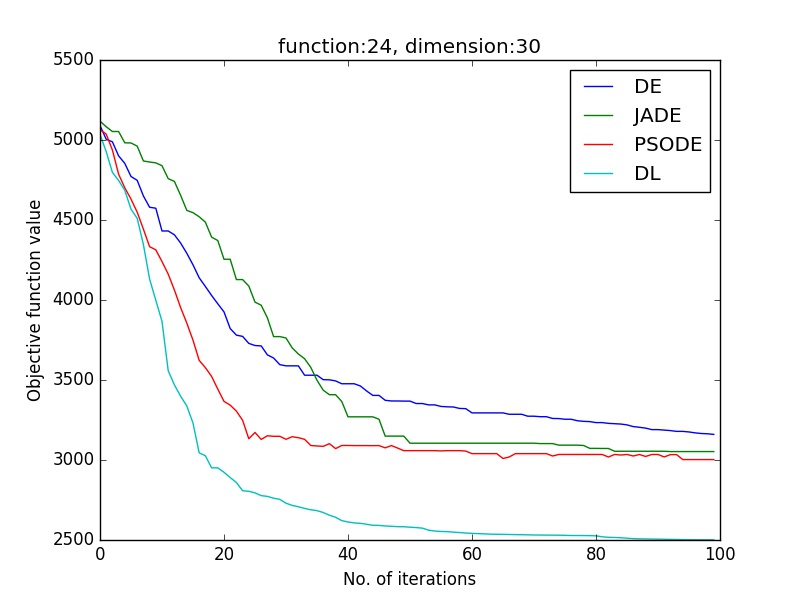 function:24, dimension:30
5500
5000
4500
4000
3500
3000
2500
Objective function value
DE
JADE
PSODE
DL
0
20
40
60
80
100
No. of iterations